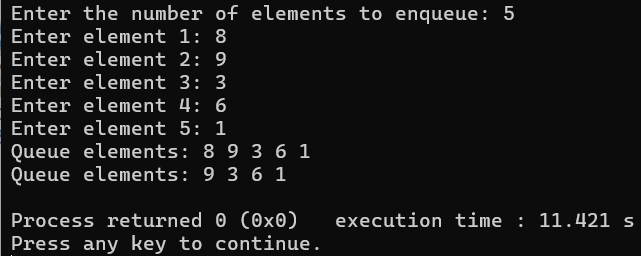 Enter the number of elements to enqueue: 5
Enter element 1: 8
Enter element 2: 9
Enter element 3: 3
Enter element 4: 6
Enter element 5: 1
Queue elements: 8 9 3 6 1
Queue elements: 9 3 6 1
Process returned 0 (0x0)   execution time : 11.421 s
Press any key to continue.